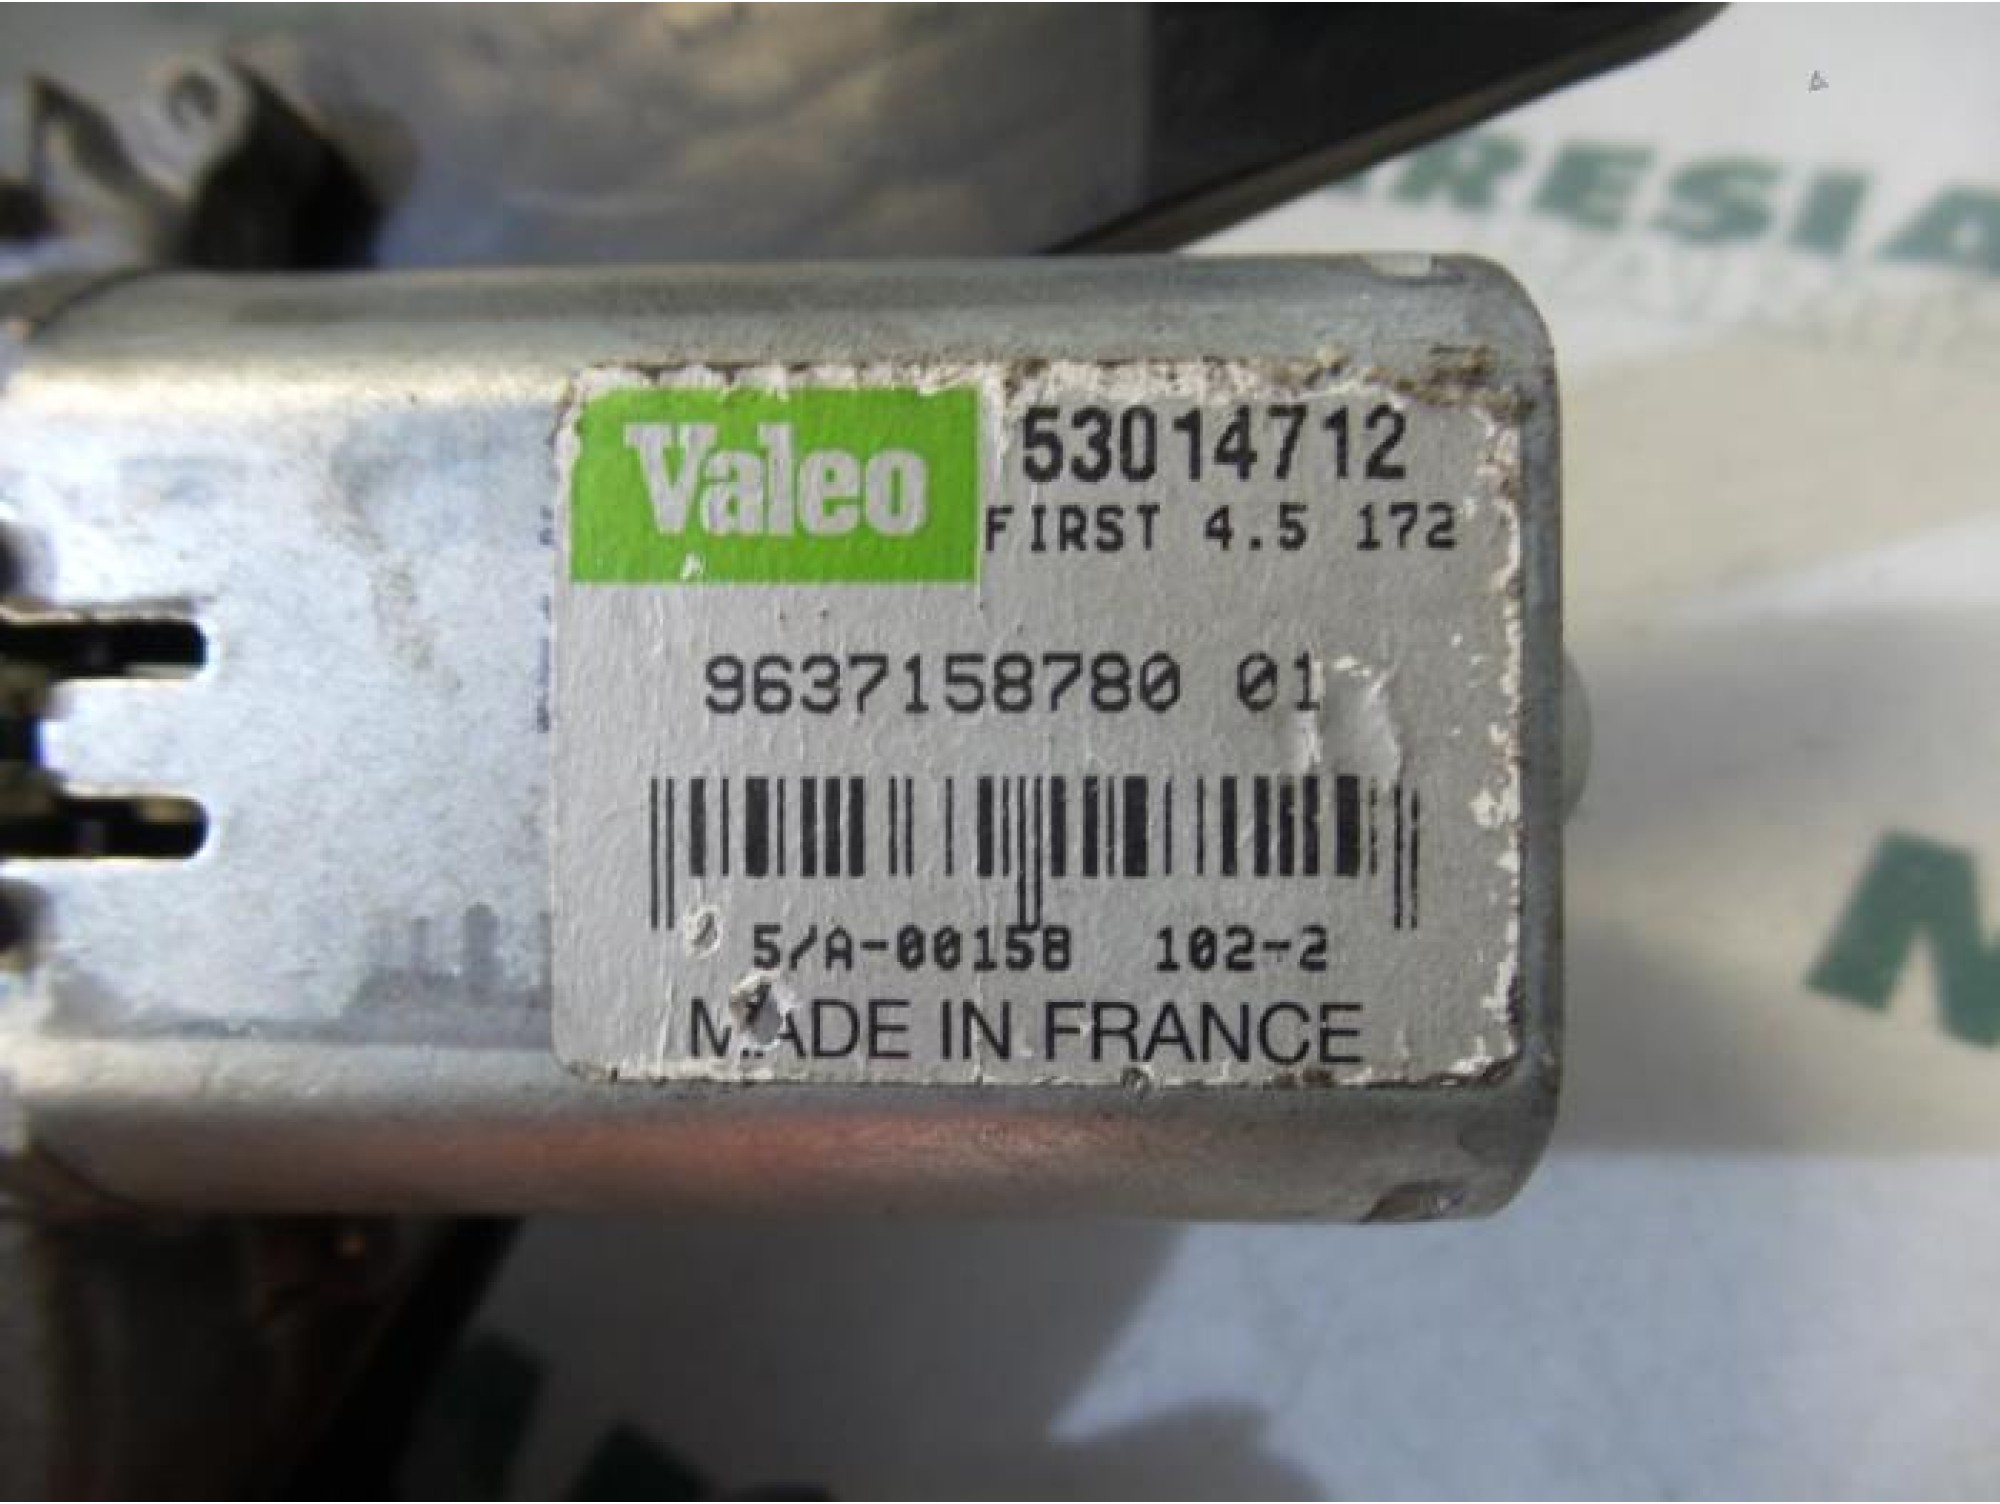 Valeo
53014712
FIRST 4.5 172
9637158780 01
5/A-00158 102-2
MADE IN FRANCE